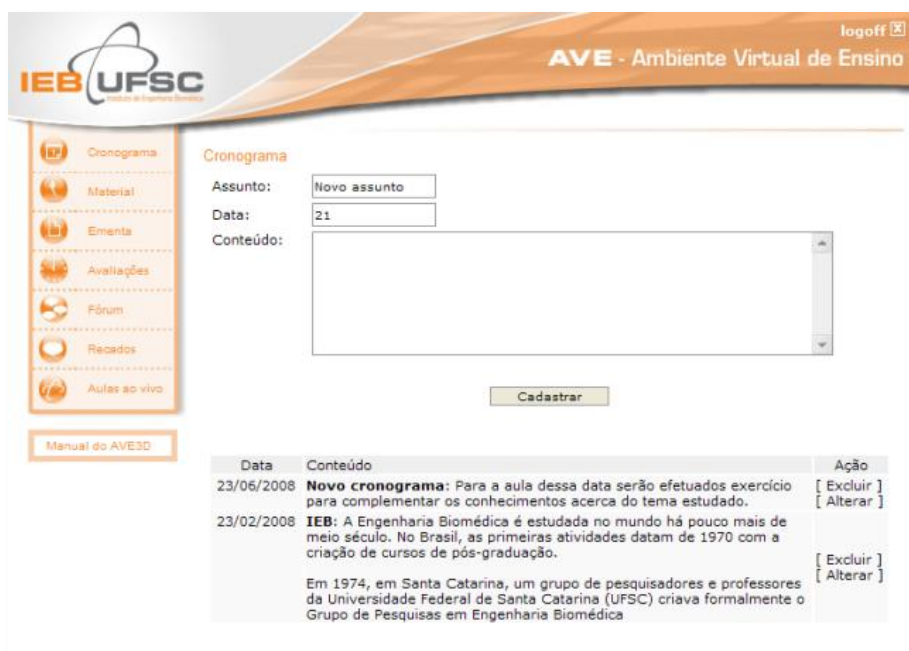 logoff
AVE - Ambiente Virtual de Ensino
IEB UFSC
Instituto de Engenharia Biomédica
Cronograma
Material
Ementa
Avaliações
Fórum
Recados
Aulas ao vivo
Manual do AVE3D
Cronograma
Assunto: Novo assunto
Data: 21
Conteúdo:
Cadastrar
Data Conteúdo Ação
23/06/2008 Novo cronograma: Para a aula dessa data serão efetuados exercício [ Excluir ]
para complementar os conhecimentos acerca do tema estudado. [ Alterar ]
23/02/2008 IEB: A Engenharia Biomédica é estudada no mundo há pouco mais de
meio século. No Brasil, as primeiras atividades datam de 1970 com a
criação de cursos de pós-graduação. [ Excluir ]
[ Alterar ]
Em 1974, em Santa Catarina, um grupo de pesquisadores e professores
da Universidade Federal de Santa Catarina (UFSC) criava formalmente o
Grupo de Pesquisas em Engenharia Biomédica